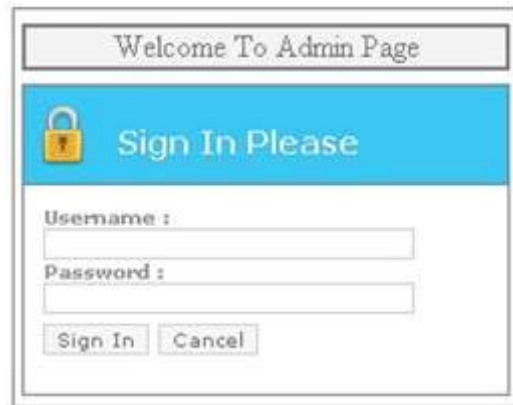 Welcome To Admin Page
Sign In Please
Username :
Password :
Sign In Cancel